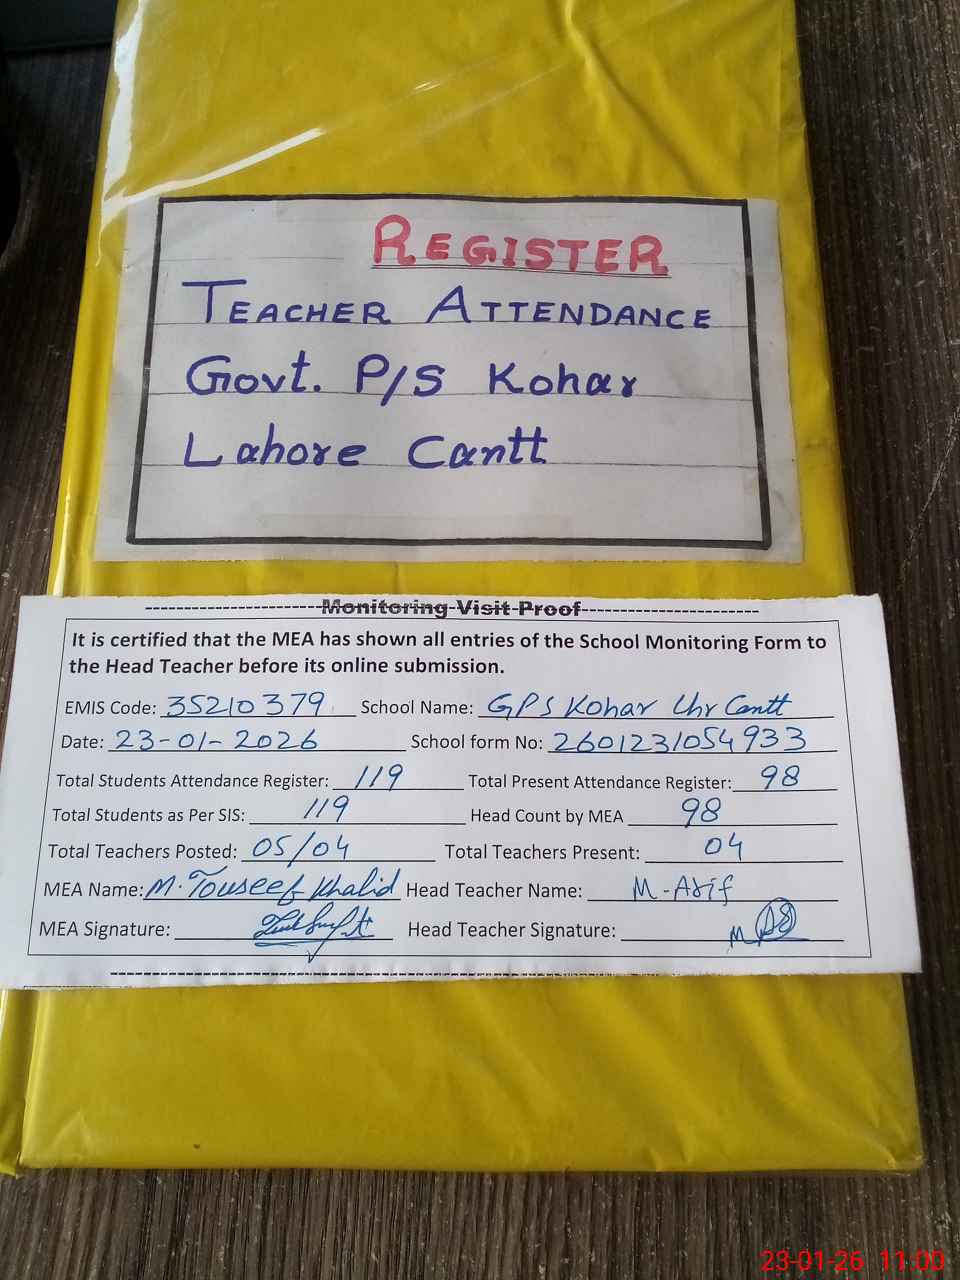 REGISTER
TEACHER ATTENDANCE
Govt. P/S Kohar
Lahore Cantt
Monitoring Visit Proof
It is certified that the MEA has shown all entries of the School Monitoring Form to
the Head Teacher before its online submission.
EMIS Code: 35210379 School Name: GPS Kohar Lhr Cantt
Date: 23-01-2026 School form No: 2601231054933
Total Students Attendance Register: 119 Total Present Attendance Register: 98
Total Students as Per SIS: 119 Head Count by MEA 98
Total Teachers Posted: 05/04 Total Teachers Present: 04
MEA Name: M. Touseef Khalid Head Teacher Name: M-Asif
MEA Signature: Head Teacher Signature:
23-01-26 11:00